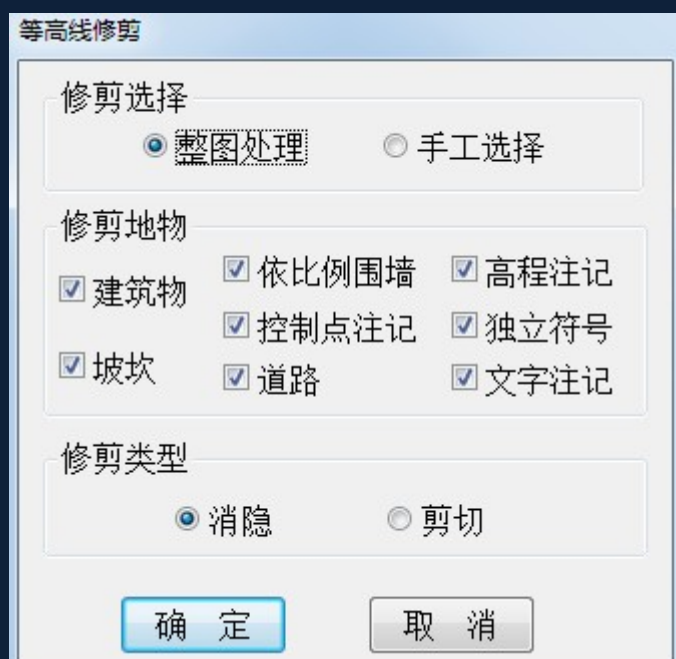 等高线修剪
修剪选择
整图处理 手工选择
修剪地物
建筑物 依比例围墙 高程注记
控制点注记 独立符号
坡坎 道路 文字注记
修剪类型
消隐 剪切
确 定 取 消